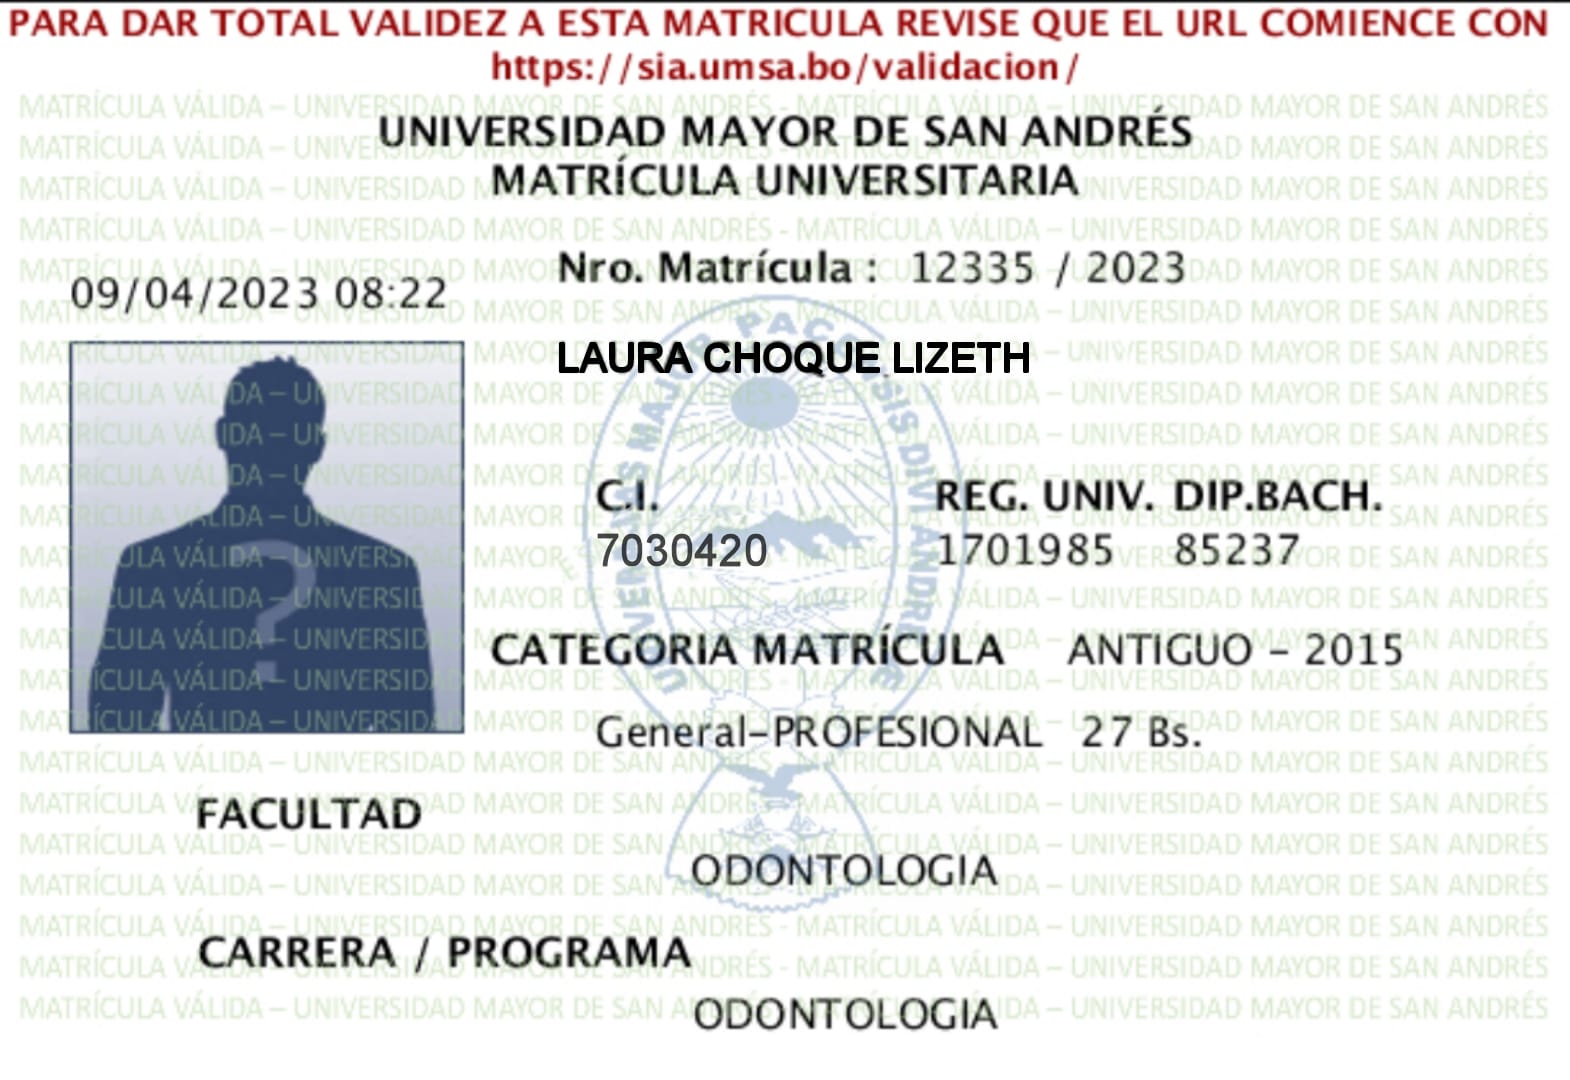 PARA DAR TOTAL VALIDEZ A ESTA MATRICULA REVISE QUE EL URL COMIENCE CON
https://sia.umsa.bo/validacion/
UNIVERSIDAD MAYOR DE SAN ANDRÉS
MATRÍCULA UNIVERSITARIA
Nro. Matrícula : 12335 / 2023
09/04/2023 08:22
LAURA CHOQUE LIZETH
C.I. REG. UNIV. DIP.BACH.
7030420 1701985 85237
CATEGORIA MATRÍCULA ANTIGUO – 2015
General–PROFESIONAL 27 Bs.
FACULTAD
ODONTOLOGIA
CARRERA / PROGRAMA
ODONTOLOGIA
MATRÍCULA VÁLIDA – UNIVERSIDAD MAYOR DE SAN ANDRÉS - MATRÍCULA VÁLIDA – UNIVERSIDAD MAYOR DE SAN ANDRÉS